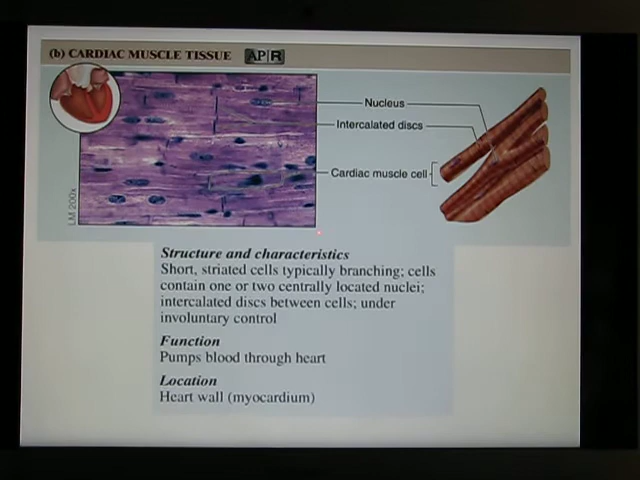 (b) CARDIAC MUSCLE TISSUE AP|R
Nucleus
Intercalated discs
Cardiac muscle cell
LM 200x
Structure and characteristics
Short, striated cells typically branching; cells
contain one or two centrally located nuclei;
intercalated discs between cells; under
involuntary control
Function
Pumps blood through heart
Location
Heart wall (myocardium)